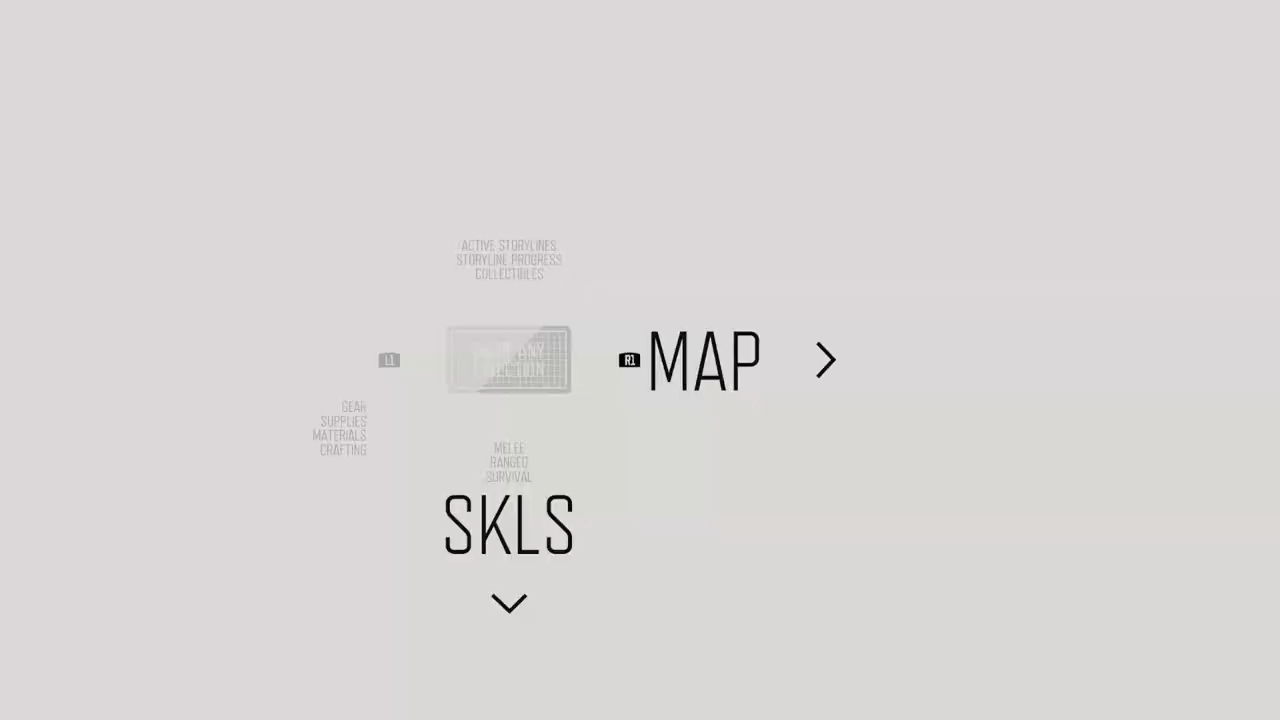 ACTIVE STORYLINES
STORYLINE PROGRESS
COLLECTIBLES
L1
R1
MAP
GEAR
SUPPLIES
MATERIALS
CRAFTING
MELEE
RANGED
SURVIVAL
SKLS